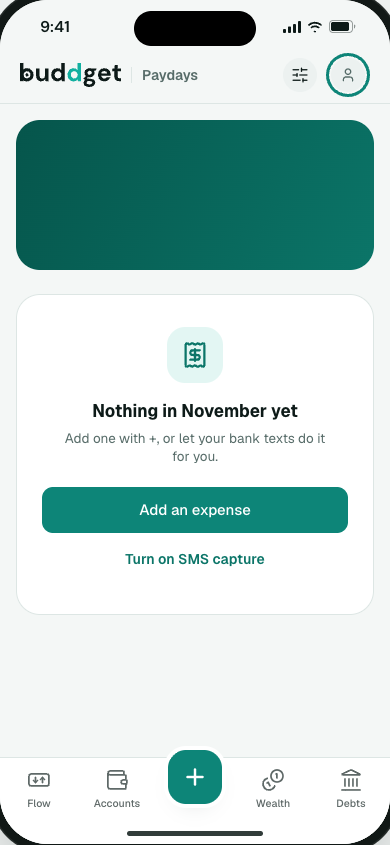 9:41
buddget
Paydays
Nothing in November yet
Add one with +, or let your bank texts do it
for you.
Add an expense
Turn on SMS capture
Flow
Accounts
Wealth
Debts